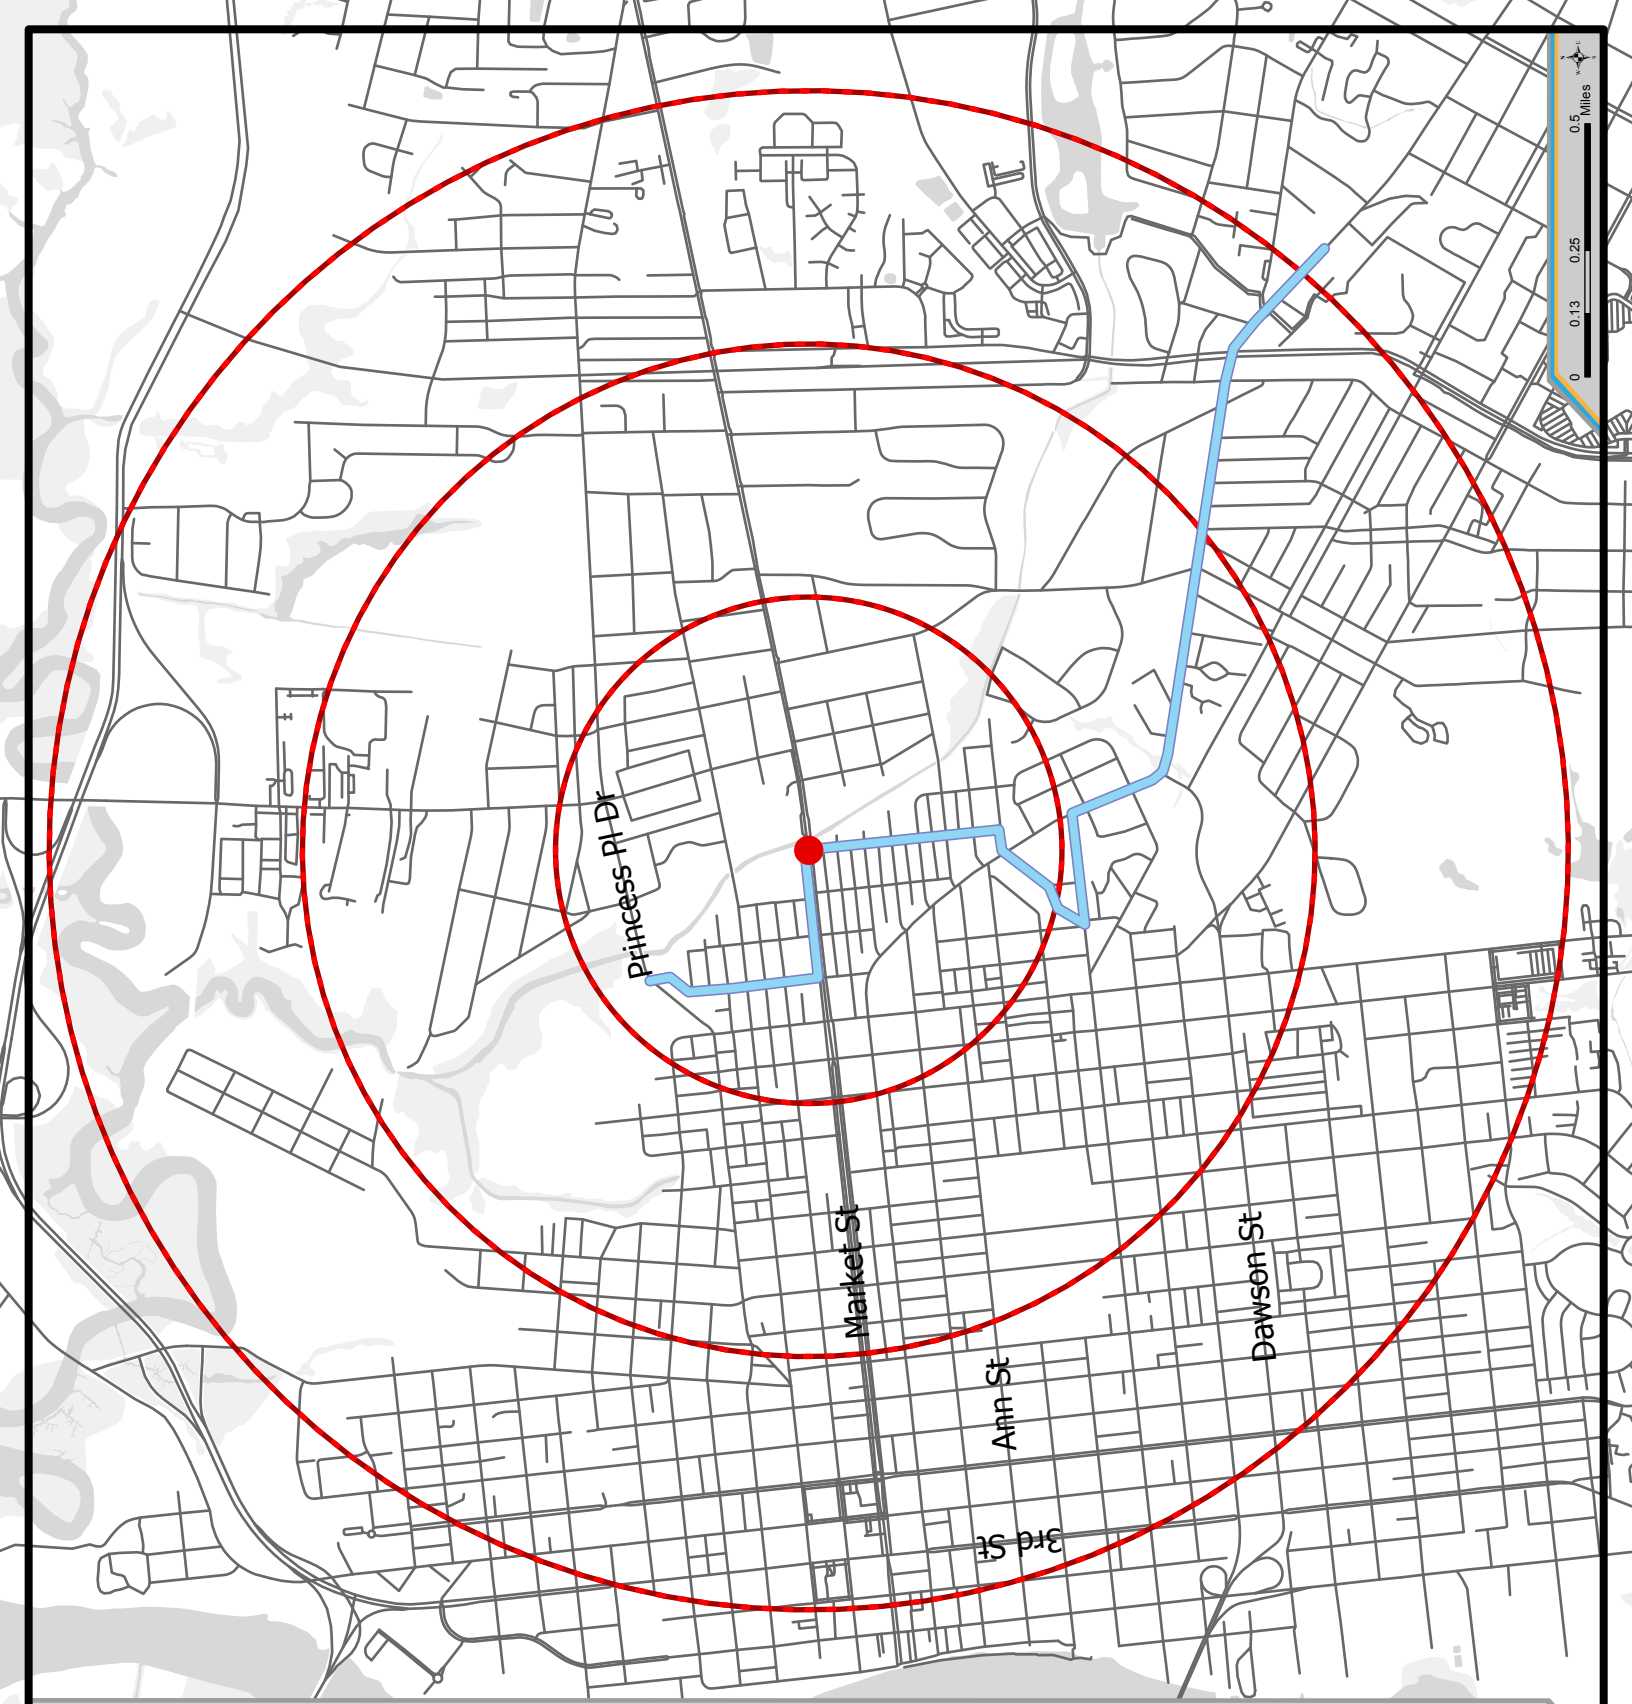 Miles
0 0.13 0.25 0.5
Princess Pl Dr
Market St
Dawson St
Ann St
3rd St